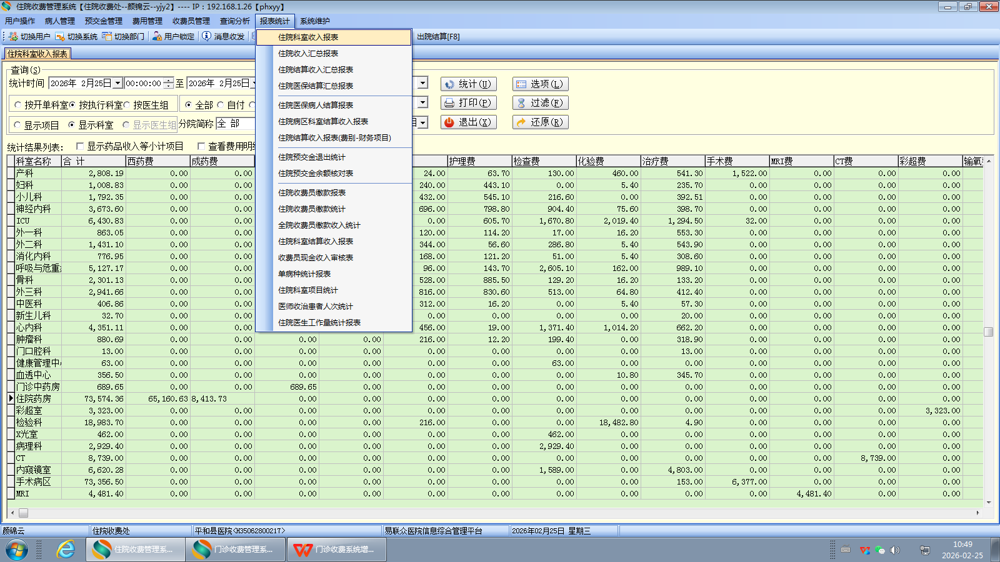 住院收费管理系统【住院收费处--颜锦云--yjy2】---- IP : 192.168.1.26【phxyy】
用户操作 病人管理 预交金管理 费用管理 收费员管理 查询分析 报表统计 系统维护
切换用户 切换系统 切换部门 用户锁定 消息收发 出院结算[F8]
住院科室收入报表
住院收入汇总报表
住院结算收入汇总报表
住院医保结算汇总报表
住院医保病人结算报表
住院病区科室结算收入报表
住院结算收入报表(费别-财务项目)
住院预交金退出统计
住院预交金余额核对表
住院收费员缴款报表
住院收费员缴款统计
全院收费员缴款收入统计
住院科室结算收入报表
收费员现金收入审核表
单病种统计报表
住院科室项目统计
医师收治患者人次统计
住院医生工作量统计报表
住院科室收入报表
查询(S)
统计时间 2026年 2月25日 00:00:00 至 2026年 2月25日 统计(U) 选项(L)
按开单科室 按执行科室 按医生组 全部 自付 打印(P) 过滤(F)
显示项目 显示科室 显示医生组 分院简称 全 部 退出(X) 还原(R)
统计结果列表: 显示药品收入等小计项目 查看费用明细
科室名称 合 计 西药费 成药费 护理费 检查费 化验费 治疗费 手术费 MRI费 CT费 彩超费 输氧
产科 2,808.19 0.00 0.00 24.00 63.70 130.00 460.00 541.30 1,522.00 0.00 0.00 0.00
妇科 1,008.83 0.00 0.00 240.00 443.10 0.00 5.40 235.70 0.00 0.00 0.00 0.00
小儿科 1,792.35 0.00 0.00 432.00 545.10 216.60 0.00 392.51 0.00 0.00 0.00 0.00
神经内科 3,673.60 0.00 0.00 696.00 798.80 904.40 75.60 398.70 0.00 0.00 0.00 0.00
ICU 6,430.83 0.00 0.00 0.00 605.70 1,670.80 2,019.40 1,294.50 32.00 0.00 0.00 0.00
外一科 863.05 0.00 0.00 120.00 114.20 17.00 16.20 553.30 0.00 0.00 0.00 0.00
外二科 1,431.10 0.00 0.00 344.00 56.60 286.80 5.40 543.90 0.00 0.00 0.00 0.00
消化内科 776.95 0.00 0.00 168.00 121.20 51.00 5.40 308.60 0.00 0.00 0.00 0.00
呼吸与危重 5,127.17 0.00 0.00 96.00 143.70 2,605.10 162.00 989.10 0.00 0.00 0.00 0.00
骨科 2,301.13 0.00 0.00 528.00 885.50 129.20 16.20 133.20 0.00 0.00 0.00 0.00
外三科 2,941.66 0.00 0.00 816.00 830.60 513.00 64.80 412.40 0.00 0.00 0.00 0.00
中医科 406.86 0.00 0.00 312.00 16.20 0.00 5.40 57.30 0.00 0.00 0.00 0.00
新生儿科 32.70 0.00 0.00 0.00 0.00 0.00 0.00 20.00 0.00 0.00 0.00 0.00
心内科 4,351.11 0.00 0.00 456.00 19.00 1,371.40 1,014.20 662.20 0.00 0.00 0.00 0.00
肿瘤科 880.69 0.00 0.00 0.00 0.00 216.00 12.20 199.40 0.00 318.90 0.00 0.00 0.00 0.00
门口腔科 13.00 0.00 0.00 0.00 0.00 0.00 0.00 0.00 0.00 13.00 0.00 0.00 0.00 0.00
健康管理中 63.00 0.00 0.00 0.00 0.00 0.00 0.00 63.00 0.00 0.00 0.00 0.00 0.00 0.00
血透中心 356.50 0.00 0.00 0.00 0.00 0.00 0.00 0.00 10.80 345.70 0.00 0.00 0.00 0.00
门诊中药房 689.65 0.00 0.00 689.65 0.00 0.00 0.00 0.00 0.00 0.00 0.00 0.00 0.00 0.00
住院药房 73,574.36 65,160.63 8,413.73 0.00 0.00 0.00 0.00 0.00 0.00 0.00 0.00 0.00 0.00 0.00
彩超室 3,323.00 0.00 0.00 0.00 0.00 0.00 0.00 0.00 0.00 0.00 0.00 0.00 0.00 3,323.00
检验科 18,983.70 0.00 0.00 0.00 0.00 216.00 0.00 0.00 18,482.80 4.90 0.00 0.00 0.00 0.00
X光室 462.00 0.00 0.00 0.00 0.00 0.00 0.00 462.00 0.00 0.00 0.00 0.00 0.00 0.00
病理科 2,929.40 0.00 0.00 0.00 0.00 0.00 0.00 2,929.40 0.00 0.00 0.00 0.00 0.00 0.00
CT 8,739.00 0.00 0.00 0.00 0.00 0.00 0.00 0.00 0.00 0.00 0.00 0.00 8,739.00 0.00
内窥镜室 6,620.28 0.00 0.00 0.00 0.00 0.00 0.00 1,589.00 0.00 4,803.00 0.00 0.00 0.00 0.00
手术病区 73,356.50 0.00 0.00 0.00 0.00 0.00 0.00 0.00 0.00 153.00 6,377.00 0.00 0.00 0.00
MRI 4,481.40 0.00 0.00 0.00 0.00 0.00 0.00 0.00 0.00 0.00 0.00 4,481.40 0.00 0.00
颜锦云 住院收费处 平和县医院<H35062800217> 易联众医院信息综合管理平台 2026年02月25日 星期三
住院收费管理系... 门诊收费管理系... 门诊收费系统增...
10:49
2026-02-25